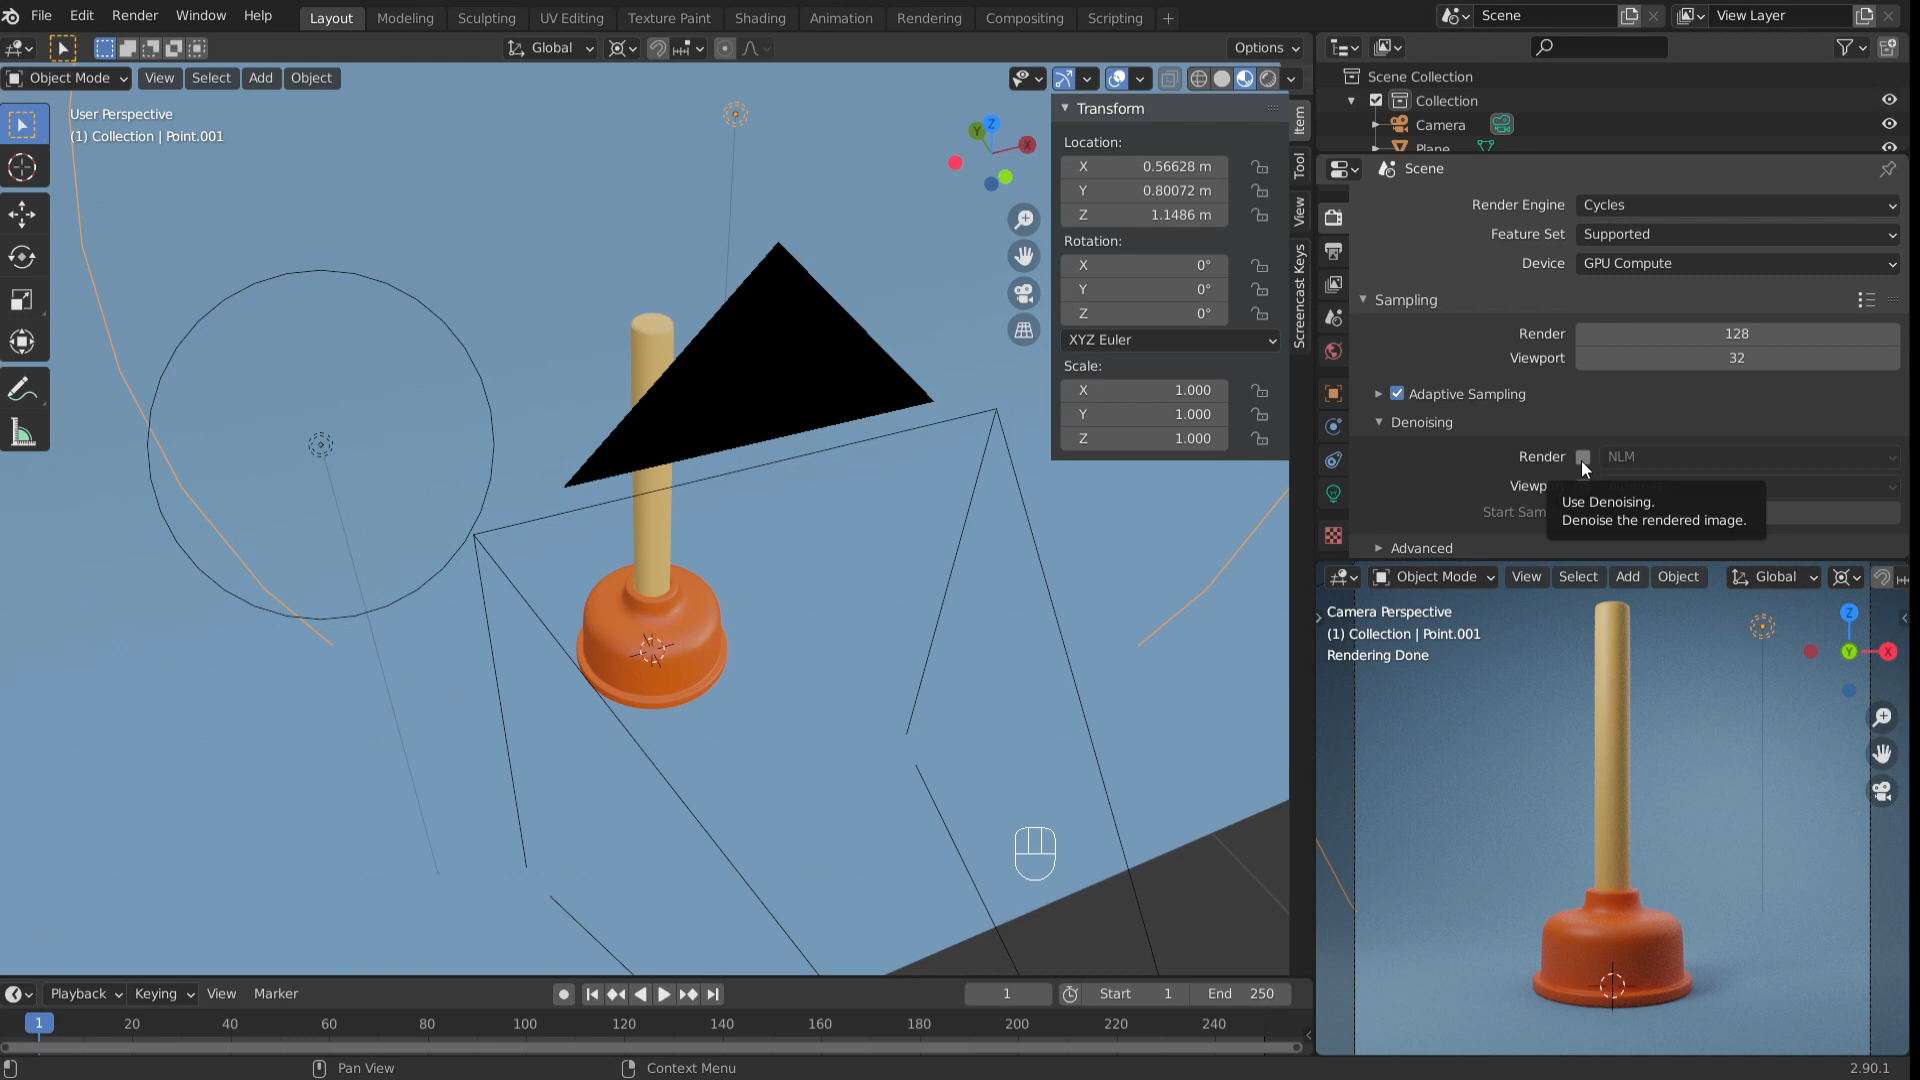 File Edit Render Window Help Layout Modeling Sculpting UV Editing Texture Paint Shading Animation Rendering Compositing Scripting + Scene View Layer
Global Options
Object Mode View Select Add Object
User Perspective
(1) Collection | Point.001
Z
Y
X
Transform
Location:
X 0.56628 m
Y 0.80072 m
Z 1.1486 m
Rotation:
X 0°
Y 0°
Z 0°
XYZ Euler
Scale:
X 1.000
Y 1.000
Z 1.000
Item
Tool
View
Screencast Keys
Scene Collection
Collection
Camera
Plane
Scene
Render Engine Cycles
Feature Set Supported
Device GPU Compute
Sampling
Render 128
Viewport 32
Adaptive Sampling
Denoising
Render NLM
Use Denoising.
Denoise the rendered image.
Advanced
Object Mode View Select Add Object Global
Camera Perspective
(1) Collection | Point.001
Rendering Done
Z
Y
X
Playback Keying View Marker 1 Start 1 End 250
1 20 40 60 80 100 120 140 160 180 200 220 240
Pan View Context Menu 2.90.1